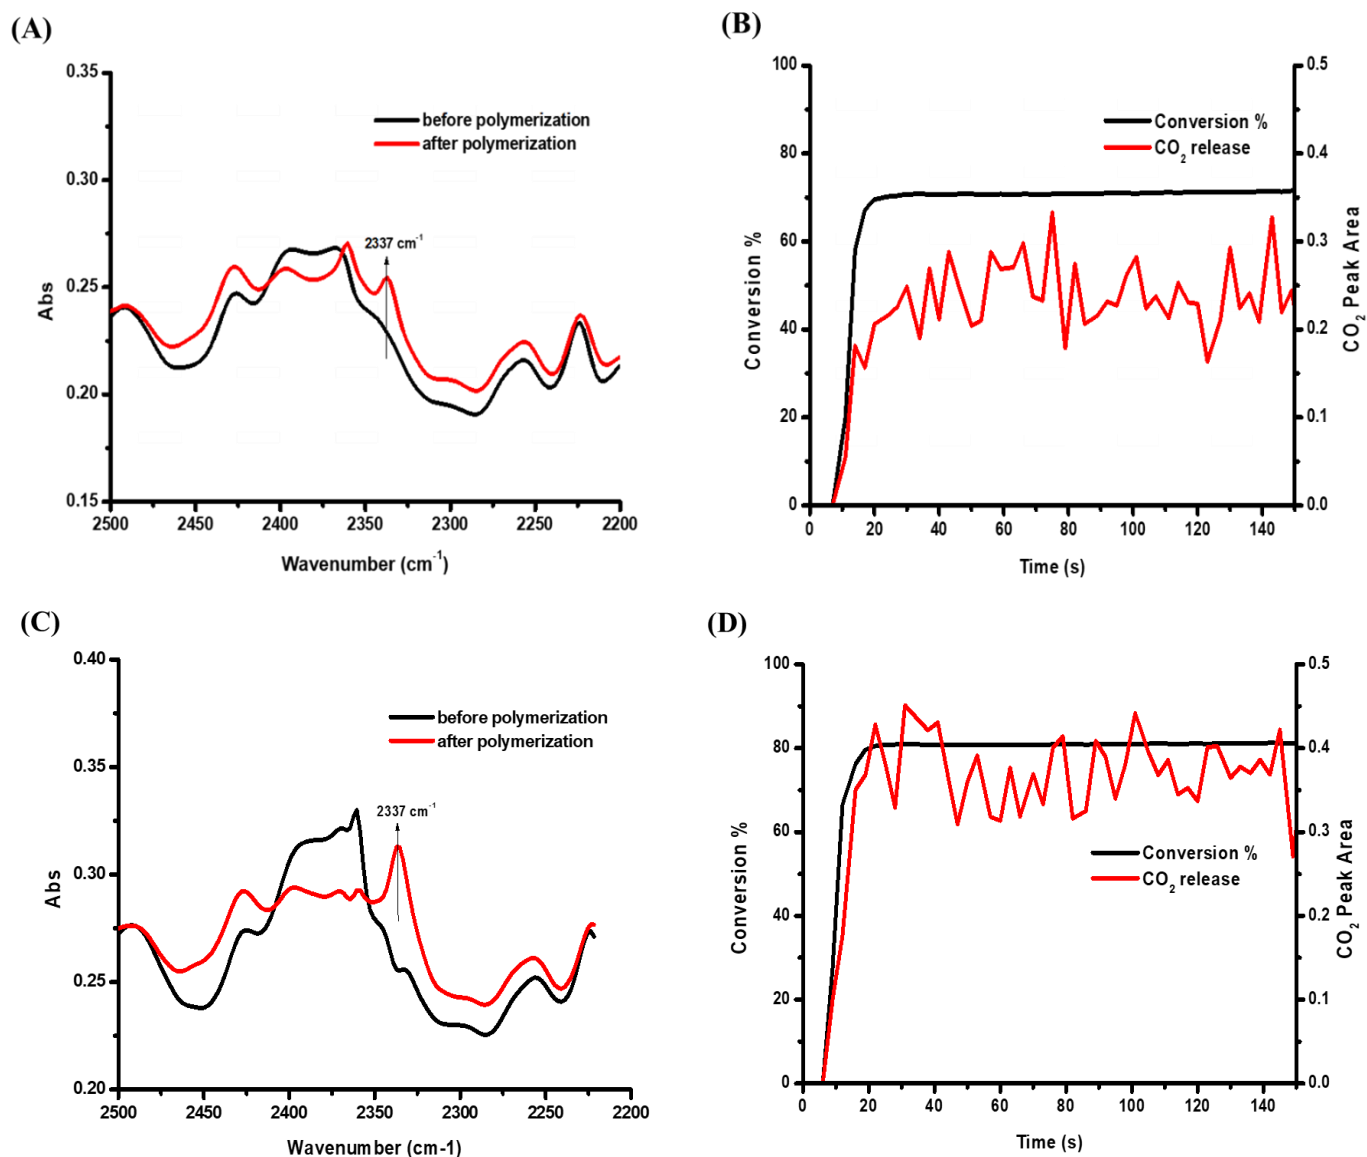 (A)
0.35
0.30
0.25
0.20
0.15
Abs
before polymerization
after polymerization
2337 cm-1
2500 2450 2400 2350 2300 2250 2200
Wavenumber (cm-1)
(B)
100
80
60
40
20
0
Conversion %
Conversion %
CO2 release
0.5
0.4
0.3
0.2
0.1
0.0
CO2 Peak Area
0 20 40 60 80 100 120 140
Time (s)
(C)
0.40
0.35
0.30
0.25
0.20
Abs
before polymerization
after polymerization
2337 cm-1
2500 2450 2400 2350 2300 2250 2200
Wavenumber (cm-1)
(D)
100
80
60
40
20
0
Conversion %
Conversion %
CO2 release
0.5
0.4
0.3
0.2
0.1
0.0
CO2 Peak Area
0 20 40 60 80 100 120 140
Time (s)